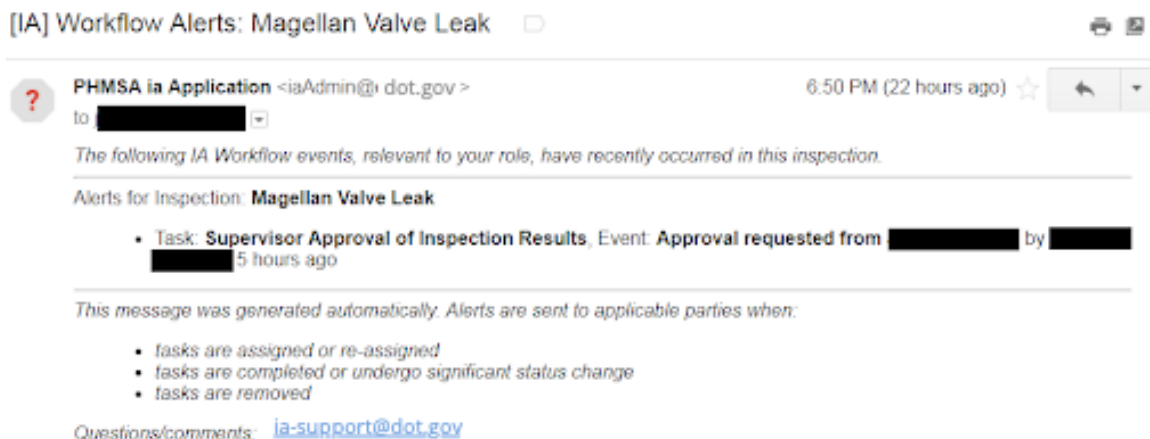 [IA] Workflow Alerts: Magellan Valve Leak
PHMSA ia Application <iaAdmin@ dot.gov >
6:50 PM (22 hours ago)
?
to
The following IA Workflow events, relevant to your role, have recently occurred in this inspection.
Alerts for Inspection: Magellan Valve Leak
• Task: Supervisor Approval of Inspection Results, Event: Approval requested from by
5 hours ago
This message was generated automatically. Alerts are sent to applicable parties when:
• tasks are assigned or re-assigned
• tasks are completed or undergo significant status change
• tasks are removed
Questions/comments: ia-support@dot.gov